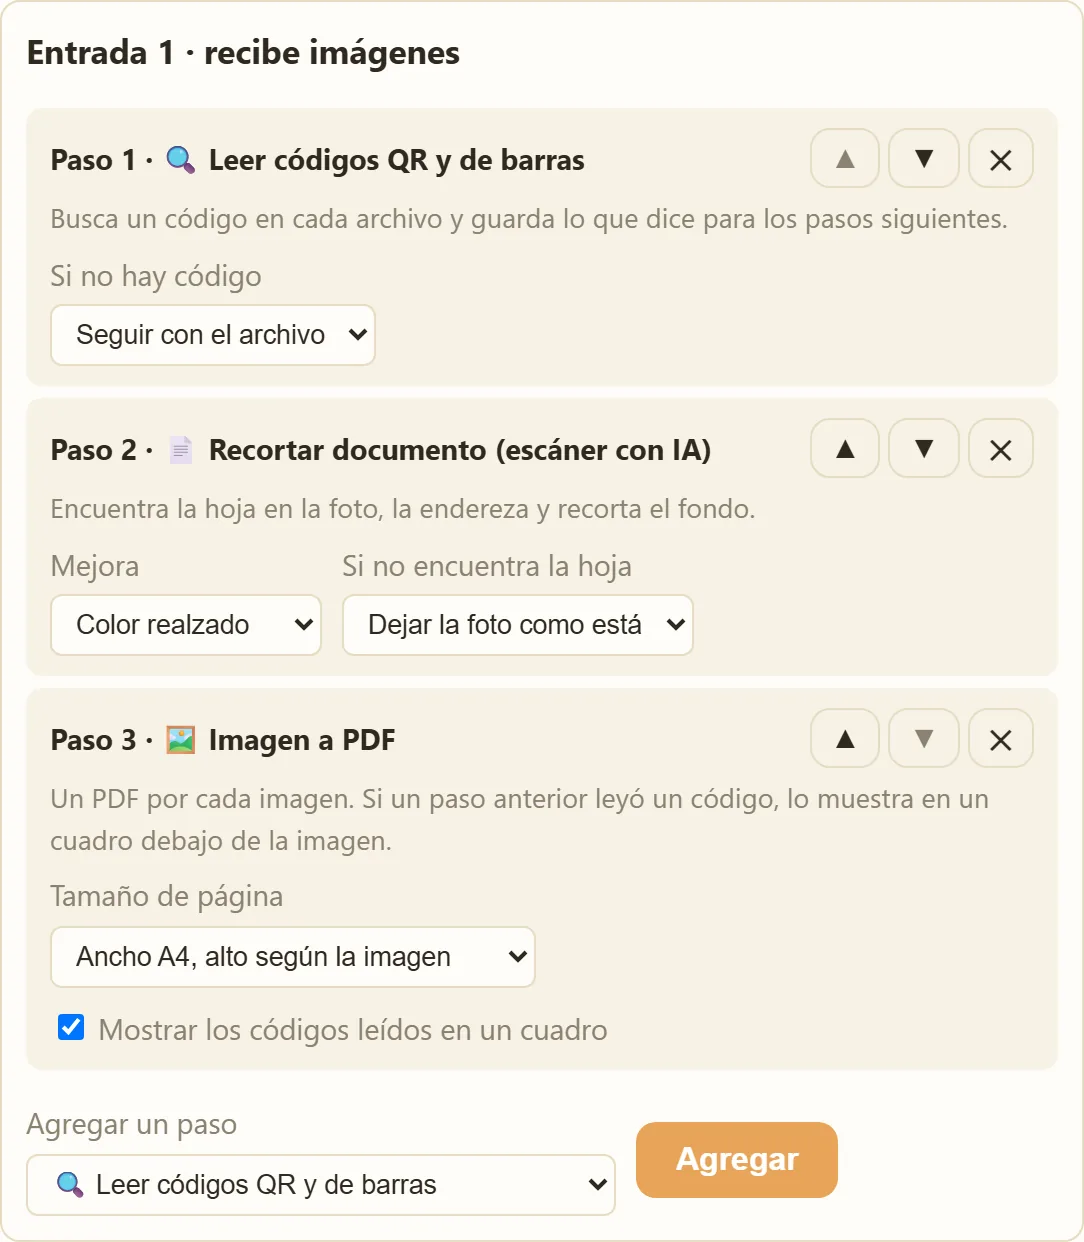 Entrada 1 · recibe imágenes
Paso 1 · 🔍 Leer códigos QR y de barras
Busca un código en cada archivo y guarda lo que dice para los pasos siguientes.
Si no hay código
Seguir con el archivo
Paso 2 · 📄 Recortar documento (escáner con IA)
Encuentra la hoja en la foto, la endereza y recorta el fondo.
Mejora Si no encuentra la hoja
Color realzado Dejar la foto como está
Paso 3 · 🖼️ Imagen a PDF
Un PDF por cada imagen. Si un paso anterior leyó un código, lo muestra en un
cuadro debajo de la imagen.
Tamaño de página
Ancho A4, alto según la imagen
Mostrar los códigos leídos en un cuadro
Agregar un paso
🔍 Leer códigos QR y de barras Agregar